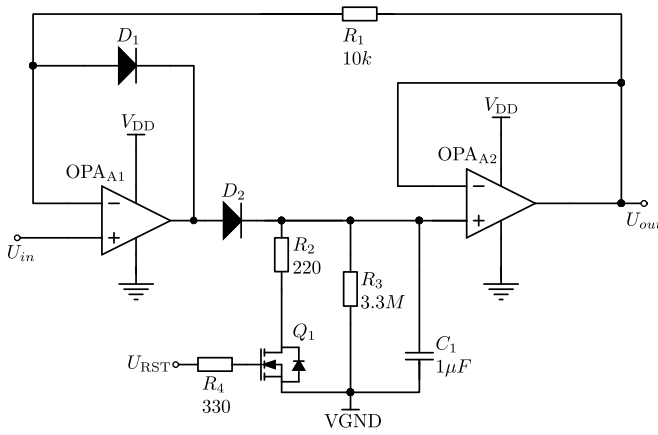 R1
10k
D1
VDD
VDD
OPAA1
OPAA2
−
+
−
+
D2
Uin
Uout
R2
220
R3
3.3M
Q1
URST
R4
330
C1
1μF
VGND